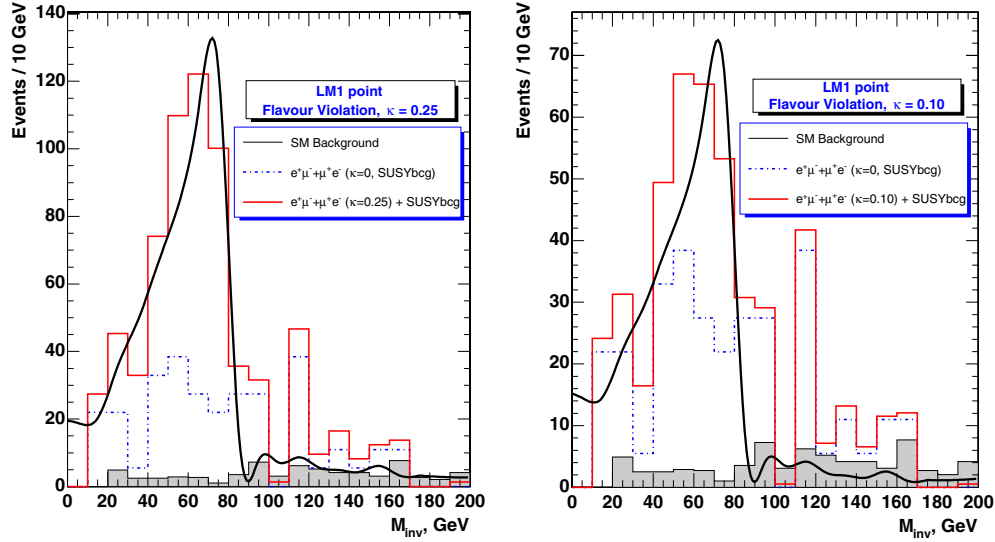 Events / 10 GeV
140
120
100
80
60
40
20
0
LM1 point
Flavour Violation, κ = 0.25
SM Background
e⁺μ⁻+μ⁺e⁻ (κ=0, SUSYbcg)
e⁺μ⁻+μ⁺e⁻ (κ=0.25) + SUSYbcg
0 20 40 60 80 100 120 140 160 180 200
M_inv, GeV
Events / 10 GeV
70
60
50
40
30
20
10
0
LM1 point
Flavour Violation, κ = 0.10
SM Background
e⁺μ⁻+μ⁺e⁻ (κ=0, SUSYbcg)
e⁺μ⁻+μ⁺e⁻ (κ=0.10) + SUSYbcg
0 20 40 60 80 100 120 140 160 180 200
M_inv, GeV